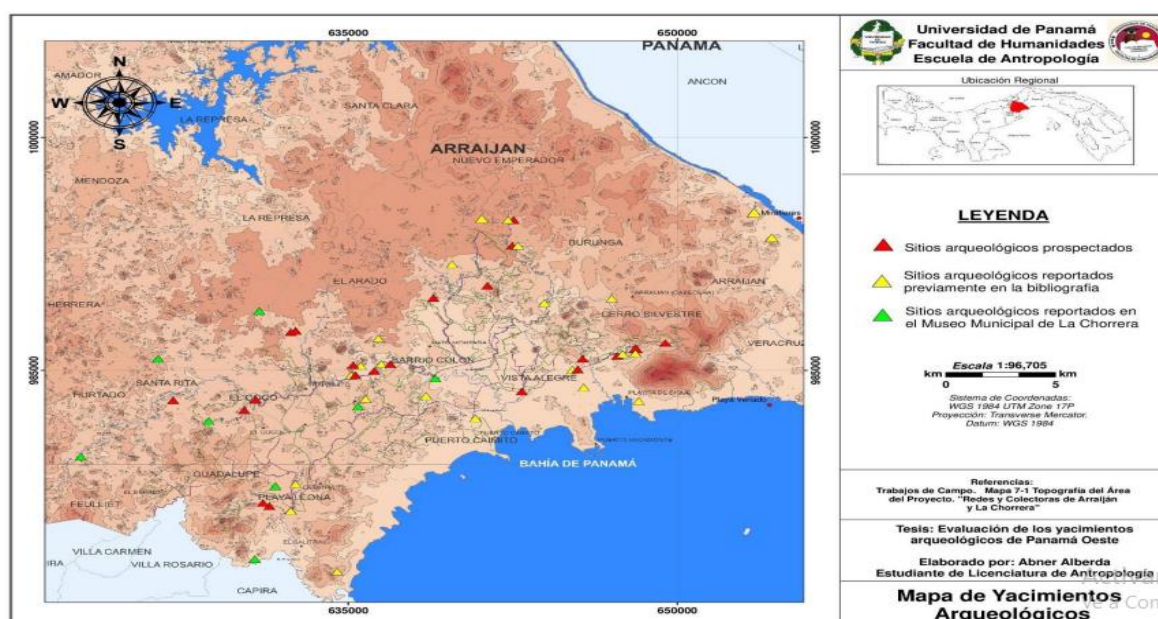 635000
650000
PANAMA
AMADOR
ANCON
N
W E
S
SANTA CLARA
LA REPRESA
1000000
1000000
ARRAIJAN
NUEVO EMPERADOR
MENDOZA
LA REPRESA
Miraflores
BURUNGA
EL ARADO
ARRAIJAN
HERRERA
CERRO SILVESTRE
VERACRUZ
BARRIO COLON
985000
985000
SANTA RITA
VISTA ALEGRE
HURTADO
EL COCO
Playa Venado
PUERTO CAIMITO
BAHÍA DE PANAMÁ
GUADALUPE
PLAYA LEONA
FEUILLET
VILLA CARMEN
VILLA ROSARIO
CAPIRA
635000
650000
Universidad de Panamá
Facultad de Humanidades
Escuela de Antropología
Ubicación Regional
LEYENDA
Sitios arqueológicos prospectados
Sitios arqueológicos reportados
previamente en la bibliografia
Sitios arqueológicos reportados en
el Museo Municipal de La Chorrera
Escala 1:96,705
km km
0 5
Sistema de Coordenadas:
WGS 1984 UTM Zone 17P
Proyección: Transverse Mercator.
Datum: WGS 1984
Referencias:
Trabajos de Campo. Mapa 7-1 Topografía del Área
del Proyecto. "Redes y Colectoras de Arraiján
y La Chorrera"
Tesis: Evaluación de los yacimientos
arqueológicos de Panamá Oeste
Elaborado por: Abner Alberda
Estudiante de Licenciatura de Antropología
Mapa de Yacimientos
Arqueológicos
Activar
ve a Con